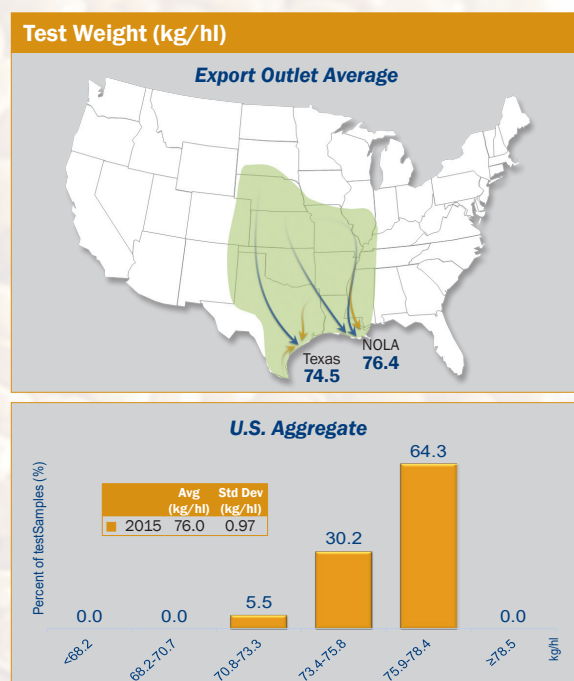 Test Weight (kg/hl)
Export Outlet Average
Texas
74.5
NOLA
76.4
U.S. Aggregate
Percent of testSamples (%)
Avg Std Dev
(kg/hl) (kg/hl)
2015 76.0 0.97
0.0 0.0 5.5 30.2 64.3 0.0
<68.2 68.2-70.7 70.8-73.3 73.4-75.8 75.9-78.4 ≥78.5 kg/hl